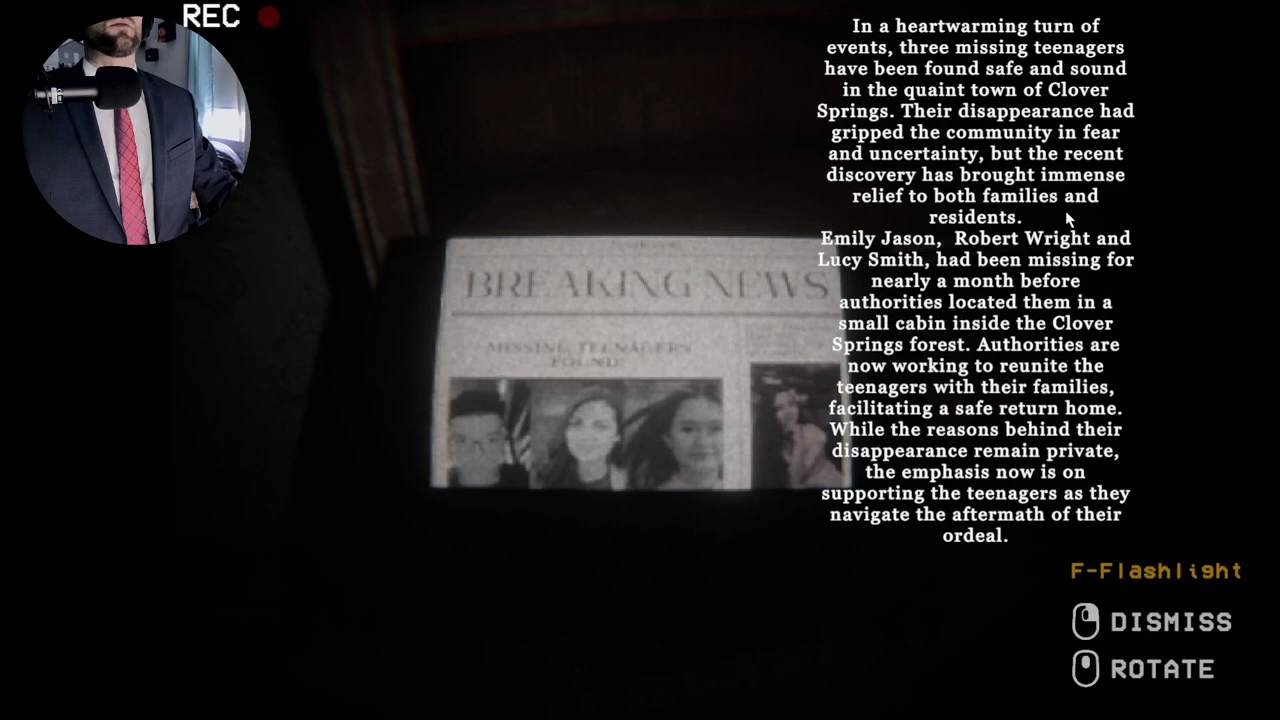 REC
In a heartwarming turn of
events, three missing teenagers
have been found safe and sound
in the quaint town of Clover
Springs. Their disappearance had
gripped the community in fear
and uncertainty, but the recent
discovery has brought immense
relief to both families and
residents.
Emily Jason,  Robert Wright and
Lucy Smith, had been missing for
nearly a month before
authorities located them in a
small cabin inside the Clover
Springs forest. Authorities are
now working to reunite the
teenagers with their families,
facilitating a safe return home.
While the reasons behind their
disappearance remain private,
the emphasis now is on
supporting the teenagers as they
navigate the aftermath of their
ordeal.
BREAKING NEWS
MISSING TEENAGERS
FOUND!
F-Flashlight
DISMISS
ROTATE